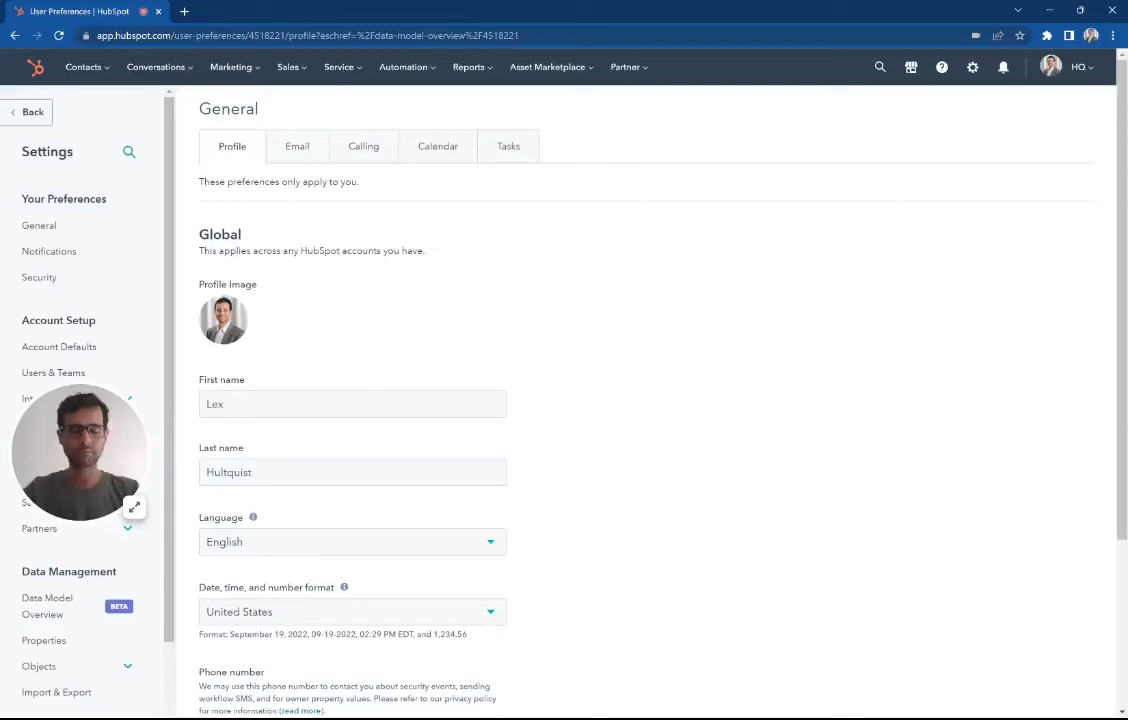 User Preferences | HubSpot
app.hubspot.com/user-preferences/4518221/profile?eschref=%2Fdata-model-overview%2F4518221
Contacts Conversations Marketing Sales Service Automation Reports Asset Marketplace Partner HQ
Back
Settings
Your Preferences
General
Notifications
Security
Account Setup
Account Defaults
Users & Teams
Partners
Data Management
Data Model
Overview
BETA
Properties
Objects
Import & Export
General
Profile Email Calling Calendar Tasks
These preferences only apply to you.
Global
This applies across any HubSpot accounts you have.
Profile Image
First name
Lex
Last name
Hultquist
Language
English
Date, time, and number format
United States
Format: September 19, 2022, 09-19-2022, 02:29 PM EDT, and 1,234.56
Phone number
We may use this phone number to contact you about security events, sending
workflow SMS, and for owner property values. Please refer to our privacy policy
for more information (read more).